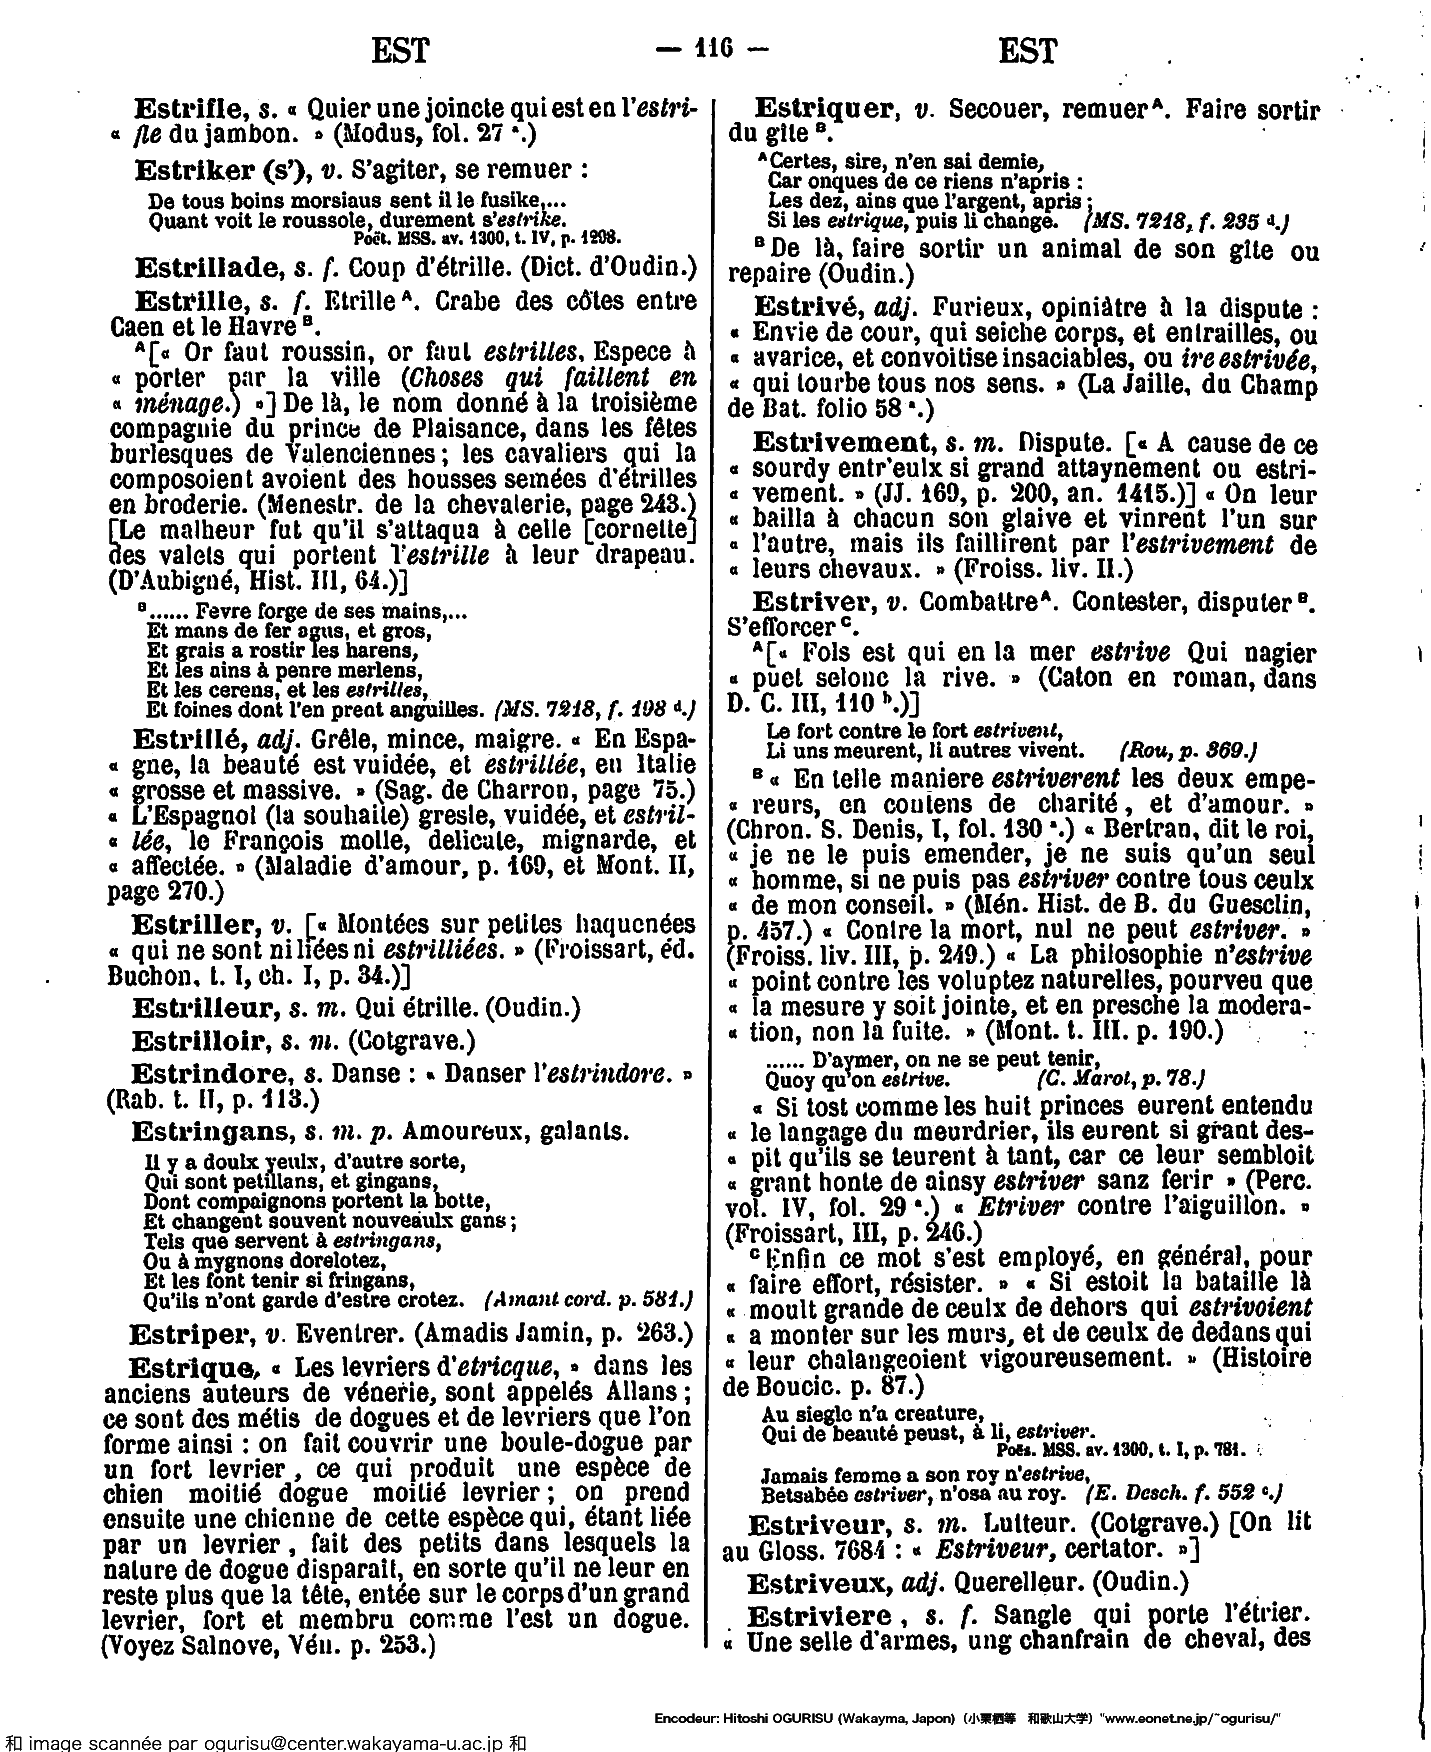 EST — 116 — EST
Estrifle, s. « Quier une joincte qui est en l'estri-
« fle du jambon. » (Modus, fol. 27 ª.)
Estriker (s'), v. S'agiter, se remuer :
De tous boins morsiaus sent il le fusike,...
Quant voit le roussole, durement s'estrike.
Poët. MSS. av. 1300, t. IV, p. 1298.
Estrillade, s. f. Coup d'étrille. (Dict. d'Oudin.)
Estrille, s. f. Etrille ᴬ. Crabe des côtes entre
Caen et le Havre ᴮ.
ᴬ[« Or faut roussin, or faut estrilles, Espece à
« porter par la ville (Choses qui faillent en
« ménage.) »] De là, le nom donné à la troisième
compagnie du prince de Plaisance, dans les fêtes
burlesques de Valenciennes ; les cavaliers qui la
composoient avoient des housses semées d'étrilles
en broderie. (Menestr. de la chevalerie, page 243.)
[Le malheur fut qu'il s'attaqua à celle [cornette]
des valets qui portent l'estrille à leur drapeau.
(D'Aubigné, Hist. III, 64.)]
ᴮ...... Fevre forge de ses mains,...
Et mans de fer agus, et gros,
Et grais a rostir les harens,
Et les ains à penre merlens,
Et les cerens, et les estrilles,
Et foines dont l'en prent anguilles. (MS. 7218, f. 198 ᵈ.)
Estrillé, adj. Grêle, mince, maigre. « En Espa-
« gne, la beauté est vuidée, et estrillée, en Italie
« grosse et massive. » (Sag. de Charron, page 75.)
« L'Espagnol (la souhaite) gresle, vuidée, et estril-
« lée, le François molle, delicate, mignarde, et
« affectée. » (Maladie d'amour, p. 169, et Mont. II,
page 270.)
Estriller, v. [« Montées sur petites haquenées
« qui ne sont ni liées ni estrilliées. » (Froissart, éd.
Buchon, t. I, ch. I, p. 34.)]
Estrilleur, s. m. Qui étrille. (Oudin.)
Estrilloir, s. m. (Cotgrave.)
Estrindore, s. Danse : « Danser l'estrindore. »
(Rab. t. II, p. 113.)
Estringans, s. m. p. Amoureux, galants.
Il y a doulx yeulx, d'autre sorte,
Qui sont petillans, et gingans,
Dont compaignons portent la botte,
Et changent souvent nouveaulx gans ;
Tels que servent à estringans,
Ou à mygnons dorelotez,
Et les font tenir si fringans,
Qu'ils n'ont garde d'estre crotez. (Amant cord. p. 581.)
Estriper, v. Eventrer. (Amadis Jamin, p. 263.)
Estrique, « Les levriers d'etricque, » dans les
anciens auteurs de vénerie, sont appelés Allans ;
ce sont des métis de dogues et de levriers que l'on
forme ainsi : on fait couvrir une boule-dogue par
un fort levrier , ce qui produit une espèce de
chien moitié dogue moitié levrier ; on prend
ensuite une chienne de cette espèce qui, étant liée
par un levrier , fait des petits dans lesquels la
nature de dogue disparait, en sorte qu'il ne leur en
reste plus que la tête, entée sur le corps d'un grand
levrier, fort et membru comme l'est un dogue.
(Voyez Salnove, Vén. p. 253.)
Estriquer, v. Secouer, remuer ᴬ. Faire sortir
du gîte ᴮ.
ᴬ Certes, sire, n'en sai demie,
Car onques de ce riens n'apris :
Les dez, ains que l'argent, apris ;
Si les estrique, puis li change. (MS. 7218, f. 235 ᵈ.)
ᴮ De là, faire sortir un animal de son gîte ou
repaire (Oudin.)
Estrivé, adj. Furieux, opiniâtre à la dispute :
« Envie de cour, qui seiche corps, et entrailles, ou
« avarice, et convoitise insaciables, ou ire estrivée,
« qui tourbe tous nos sens. » (La Jaille, du Champ
de Bat. folio 58 ª.)
Estrivement, s. m. Dispute. [« A cause de ce
« sourdy entr'eulx si grand attaynement ou estri-
« vement. » (JJ. 169, p. 200, an. 1415.)] « On leur
« bailla à chacun son glaive et vinrent l'un sur
« l'autre, mais ils faillirent par l'estrivement de
« leurs chevaux. » (Froiss. liv. II.)
Estriver, v. Combattre ᴬ. Contester, disputer ᴮ.
S'efforcer ᶜ.
ᴬ[« Fols est qui en la mer estrive Qui nagier
« puet selonc la rive. » (Caton en roman, dans
D. C. III, 110 ᵇ.)]
Le fort contre le fort estrivent,
Li uns meurent, li autres vivent. (Rou, p. 369.)
ᴮ « En telle maniere estriverent les deux empe-
« reurs, en contens de charité, et d'amour. »
(Chron. S. Denis, I, fol. 130 ª.) « Bertran, dit le roi,
« je ne le puis emender, je ne suis qu'un seul
« homme, si ne puis pas estriver contre tous ceulx
« de mon conseil. » (Mén. Hist. de B. du Guesclin,
p. 457.) « Contre la mort, nul ne peut estriver. »
(Froiss. liv. III, p. 249.) « La philosophie n'estrive
« point contre les voluptez naturelles, pourveu que
« la mesure y soit jointe, et en presche la modera-
« tion, non la fuite. » (Mont. t. III. p. 190.)
...... D'aymer, on ne se peut tenir,
Quoy qu'on estrive. (C. Marot, p. 78.)
« Si tost comme les huit princes eurent entendu
« le langage du meurdrier, ils eurent si grant des-
« pit qu'ils se teurent à tant, car ce leur sembloit
« grant honte de ainsy estriver sanz ferir » (Perc.
vol. IV, fol. 29 ª.) « Etriver contre l'aiguillon. »
(Froissart, III, p. 246.)
ᶜ Enfin ce mot s'est employé, en général, pour
« faire effort, résister. » « Si estoit la bataille là
« moult grande de ceulx de dehors qui estrivoient
« a monter sur les murs, et de ceulx de dedans qui
« leur chalangeoient vigoureusement. » (Histoire
de Boucic. p. 87.)
Au siegle n'a creature,
Qui de beauté peust, à li, estriver.
Poës. MSS. av. 1300, t. I, p. 781.
Jamais femme a son roy n'estrive,
Betsabée estriver, n'osa au roy. (E. Desch. f. 552 ᶜ.)
Estriveur, s. m. Lutteur. (Cotgrave.) [On lit
au Gloss. 7684 : « Estriveur, certator. »]
Estriveux, adj. Querelleur. (Oudin.)
Estriviere , s. f. Sangle qui porte l'étrier.
« Une selle d'armes, ung chanfrain de cheval, des
Encodeur: Hitoshi OGURISU (Wakayma, Japon)（小栗栖等 和歌山大学）"www.eonet.ne.jp/~ogurisu/"
和 image scannée par ogurisu@center.wakayama-u.ac.jp 和